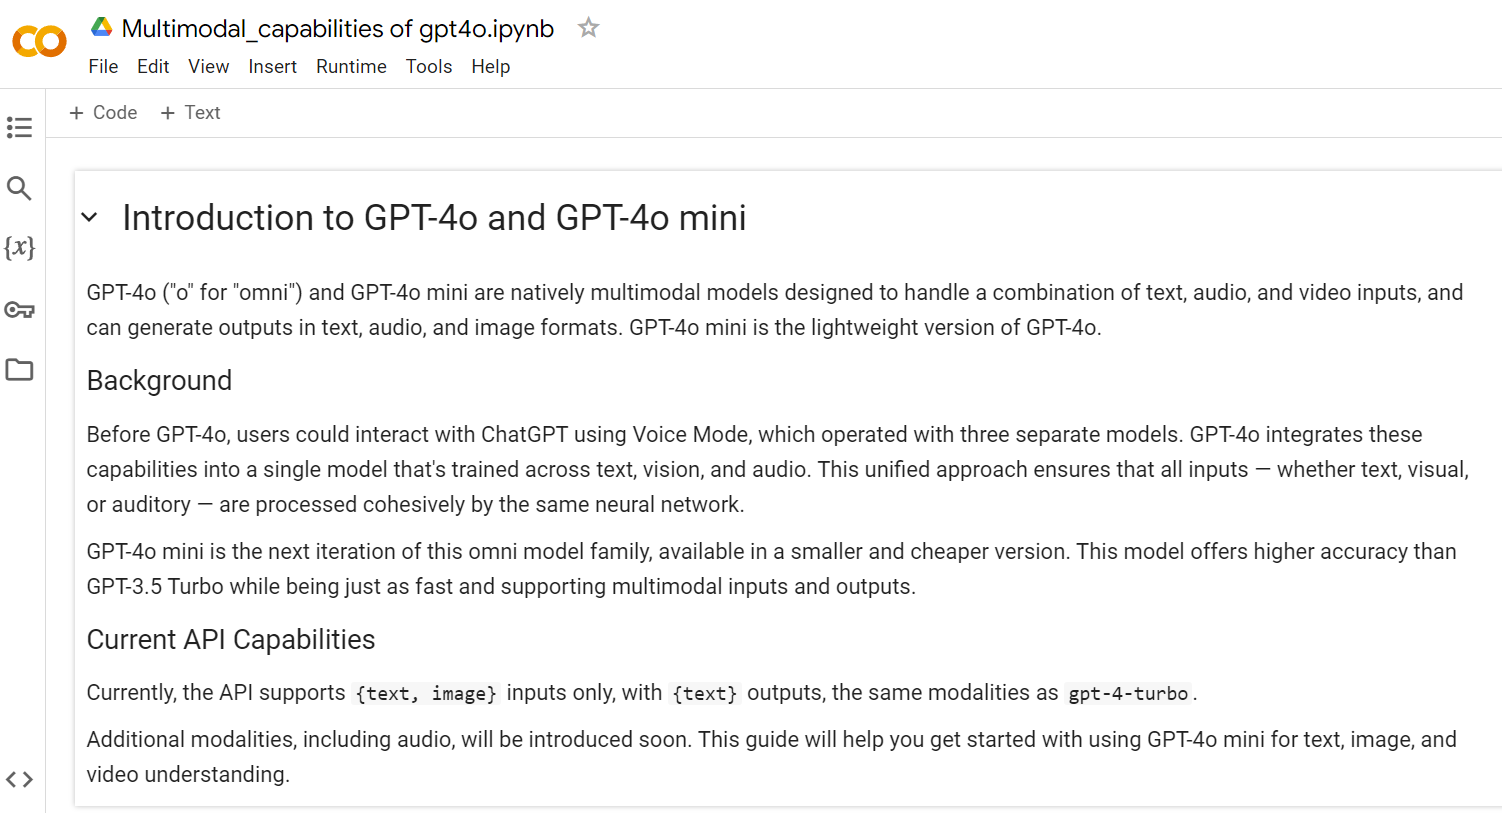 Multimodal_capabilities of gpt4o.ipynb
File Edit View Insert Runtime Tools Help
+ Code + Text
{x}
Introduction to GPT-4o and GPT-4o mini
GPT-4o ("o" for "omni") and GPT-4o mini are natively multimodal models designed to handle a combination of text, audio, and video inputs, and
can generate outputs in text, audio, and image formats. GPT-4o mini is the lightweight version of GPT-4o.
Background
Before GPT-4o, users could interact with ChatGPT using Voice Mode, which operated with three separate models. GPT-4o integrates these
capabilities into a single model that's trained across text, vision, and audio. This unified approach ensures that all inputs — whether text, visual,
or auditory — are processed cohesively by the same neural network.
GPT-4o mini is the next iteration of this omni model family, available in a smaller and cheaper version. This model offers higher accuracy than
GPT-3.5 Turbo while being just as fast and supporting multimodal inputs and outputs.
Current API Capabilities
Currently, the API supports {text, image} inputs only, with {text} outputs, the same modalities as gpt-4-turbo.
Additional modalities, including audio, will be introduced soon. This guide will help you get started with using GPT-4o mini for text, image, and
video understanding.